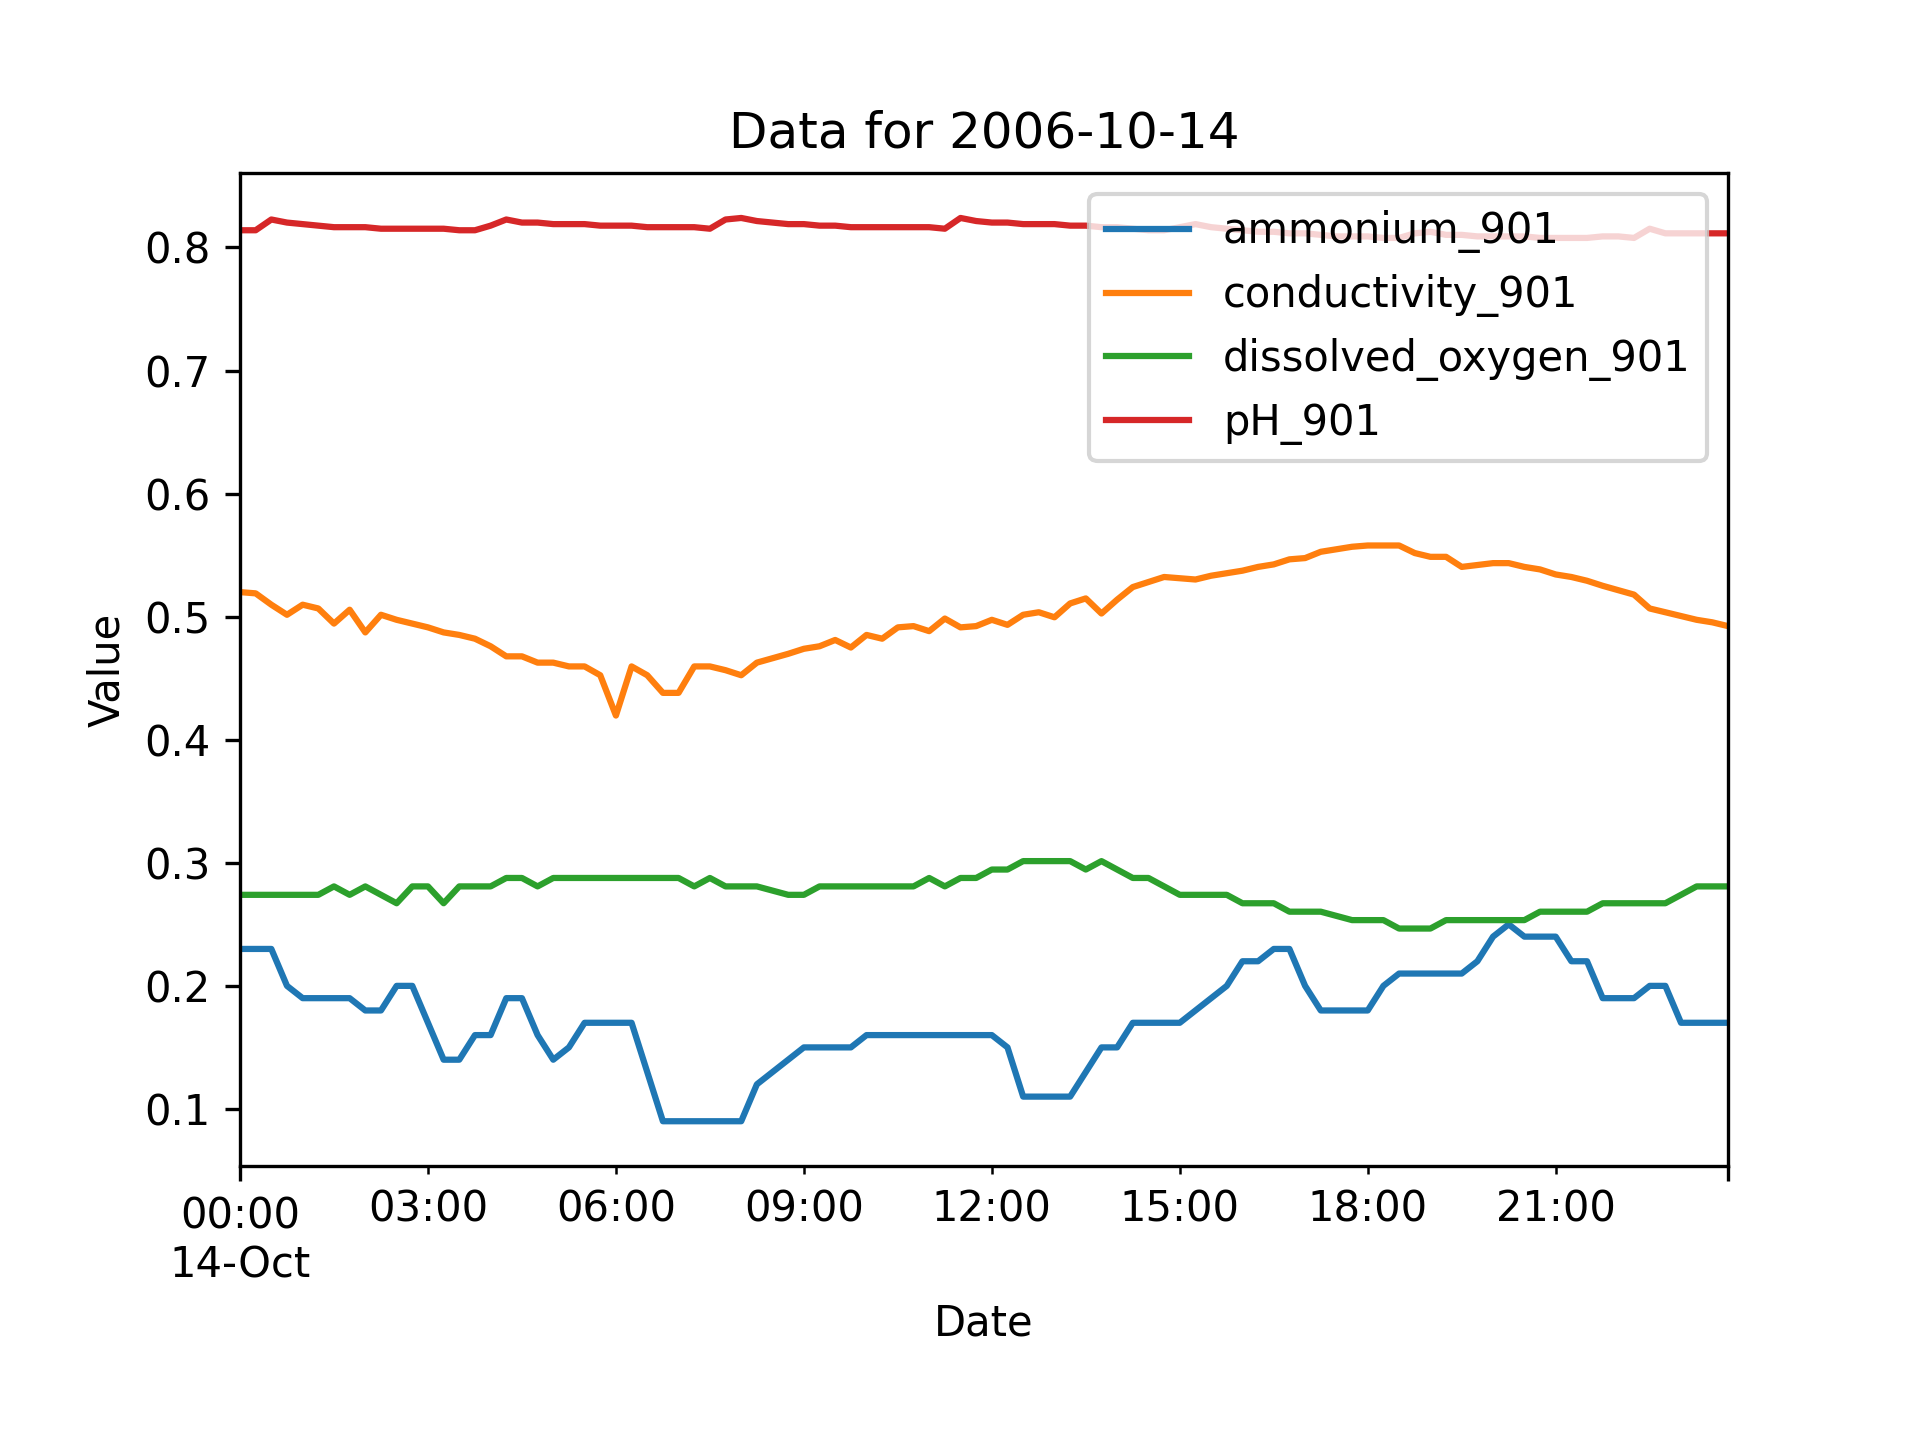 Data for 2006-10-14
ammonium_901
conductivity_901
dissolved_oxygen_901
pH_901
Value
0.8
0.7
0.6
0.5
0.4
0.3
0.2
0.1
00:00 03:00 06:00 09:00 12:00 15:00 18:00 21:00
14-Oct
Date